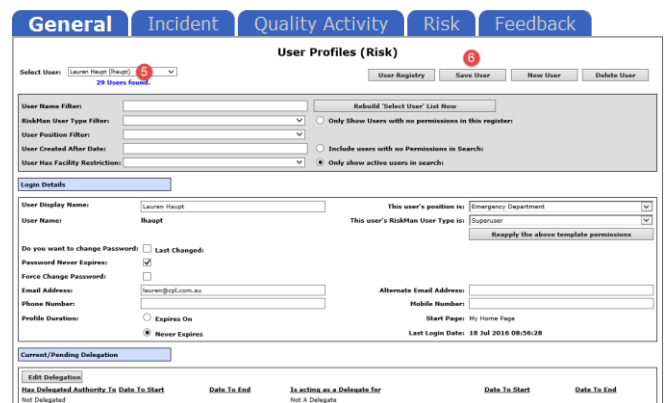 General Incident Quality Activity Risk Feedback
User Profiles (Risk)
6
Select User: Lauren Haupt (lhaupt) 5
User Registry Save User New User Delete User
29 Users found.
User Name Filter: Rebuild 'Select User' List Now
RiskMan User Type Filter: Only Show Users with no permissions in this register:
User Position Filter:
User Created After Date: Include users with no Permissions in Search:
User Has Facility Restriction: Only show active users in search:
Login Details
User Display Name: Lauren Haupt This user's position is: Emergency Department
User Name: lhaupt This user's RiskMan User Type is: Superuser
Reapply the above template permissions
Do you want to change Password: Last Changed:
Password Never Expires:
Force Change Password:
Email Address: lauren@cpl.com.au Alternate Email Address:
Phone Number: Mobile Number:
Profile Duration: Expires On Start Page: My Home Page
Never Expires Last Login Date: 18 Jul 2016 08:56:28
Current/Pending Delegation
Edit Delegation
Has Delegated Authority To Date To Start Date To End Is acting as a Delegate for Date To Start Date To End
Not Delegated Not A Delegate